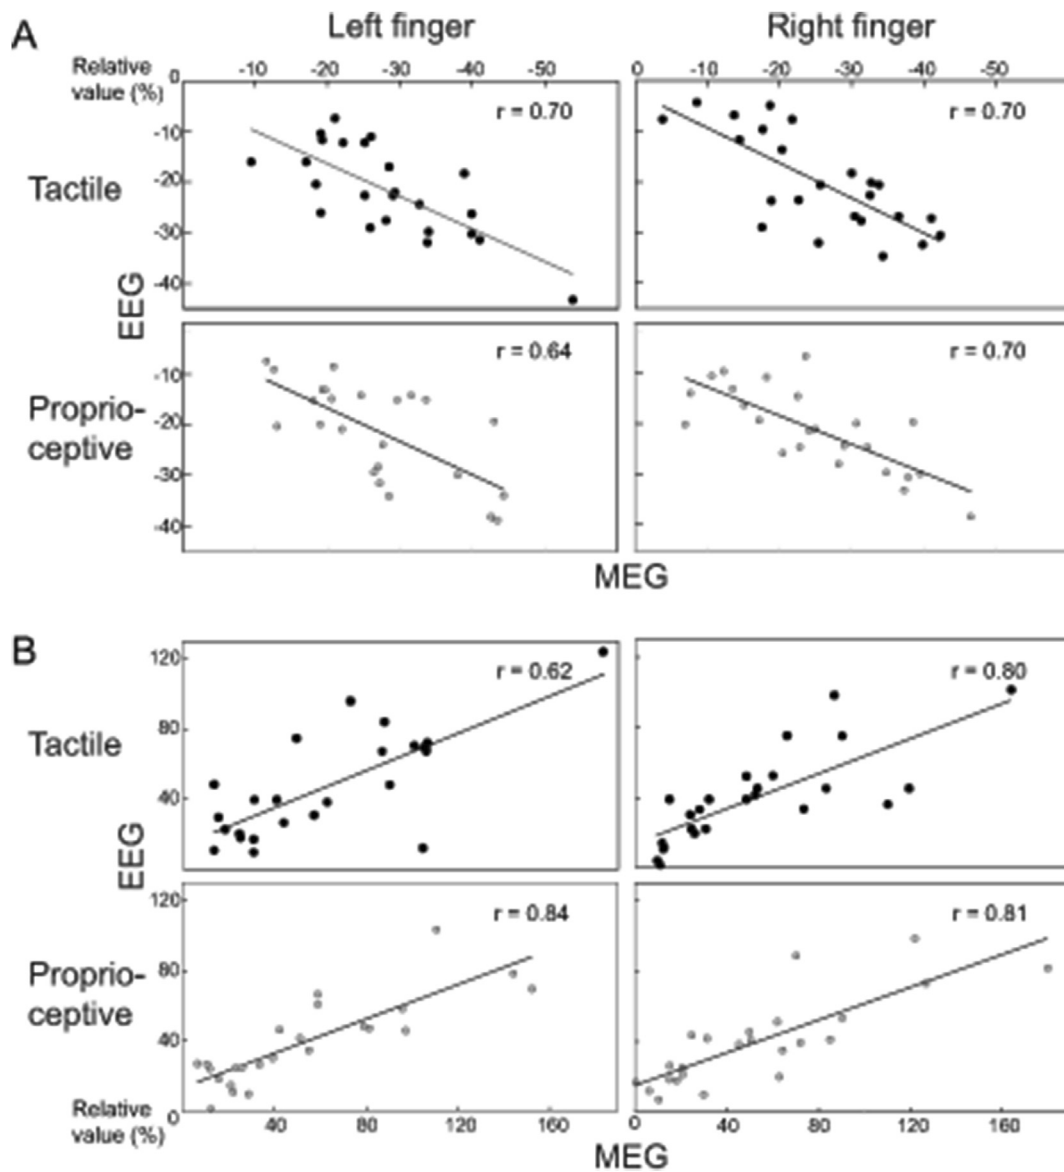 A
Left finger
Right finger
Relative
value (%)
0 -10 -20 -30 -40 -50
0 -10 -20 -30 -40 -50
r = 0.70
r = 0.70
-10
-20
-30
-40
Tactile
EEG
r = 0.64
r = 0.70
-10
-20
-30
-40
Proprio-
ceptive
MEG
B
120
80
40
r = 0.62
r = 0.80
Tactile
EEG
120
80
40
r = 0.84
r = 0.81
Proprio-
ceptive
Relative
value (%)
0 40 80 120 160
0 40 80 120 160
MEG